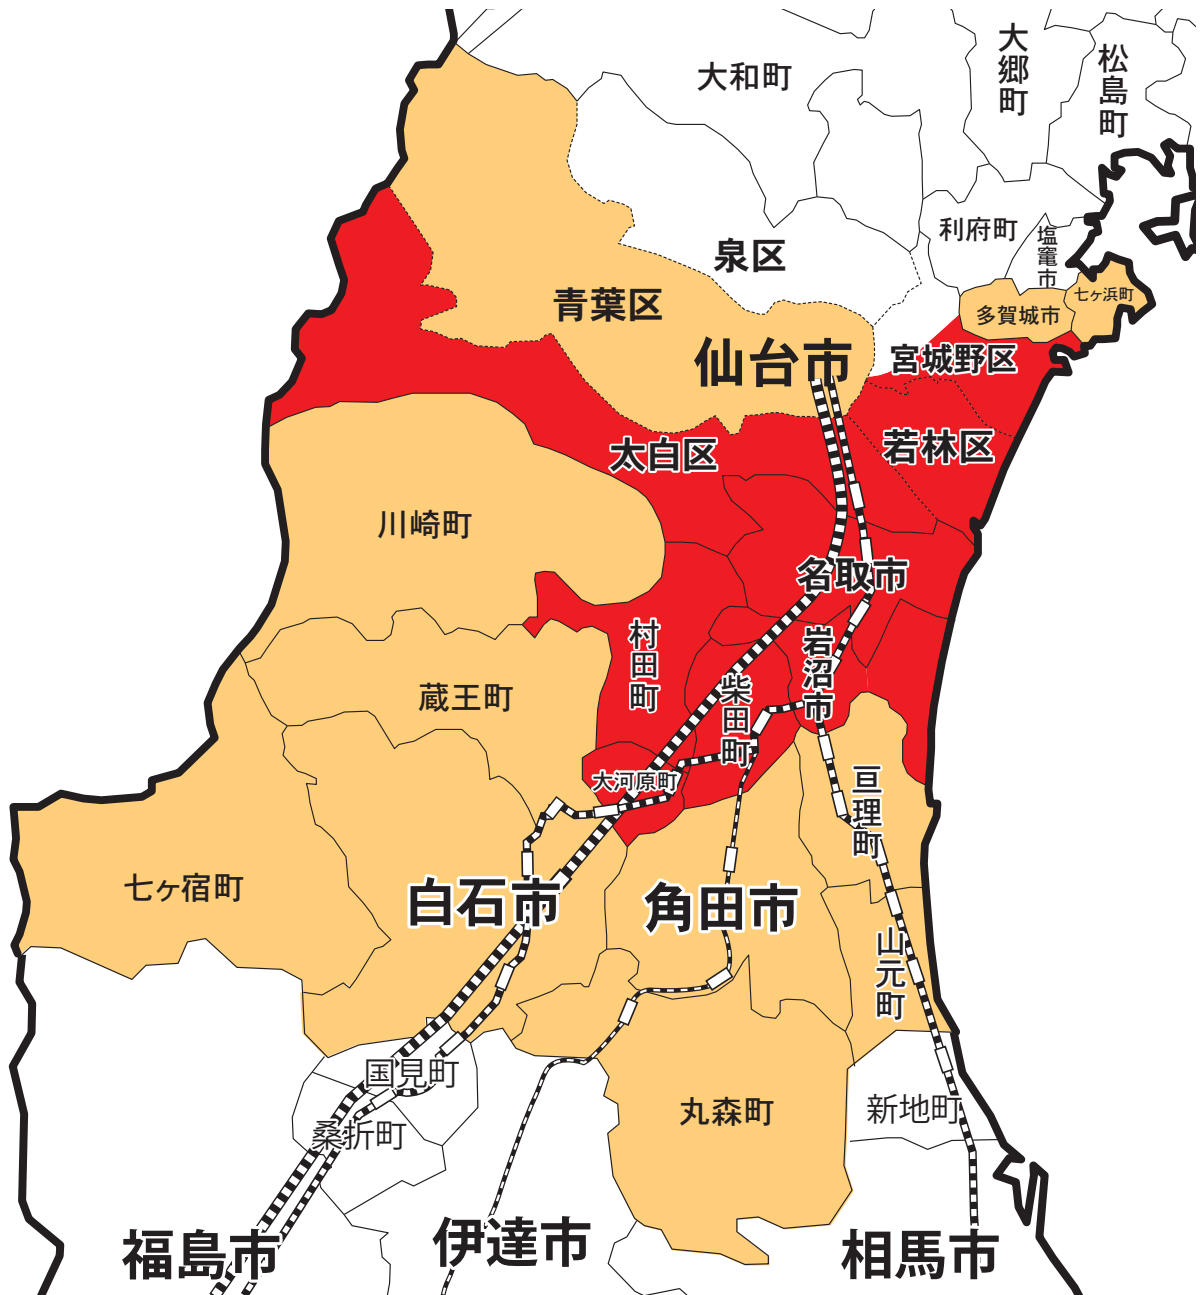 大和町
大郷町
松島町
利府町
塩竈市
泉区
青葉区
多賀城市
七ヶ浜町
仙台市
宮城野区
太白区
若林区
川崎町
名取市
村田町
岩沼市
柴田町
蔵王町
大河原町
亘理町
七ヶ宿町
白石市
角田市
山元町
国見町
桑折町
丸森町
新地町
福島市
伊達市
相馬市